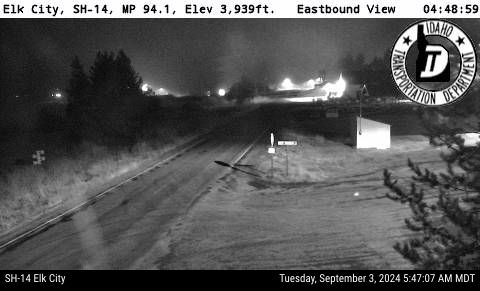 Elk City, SH-14, MP 94.1, Elev 3,939ft. Eastbound View 04:48:59
IDAHO
TRANSPORTATION DEPARTMENT
SH-14 Elk City Tuesday, September 3, 2024 5:47:07 AM MDT